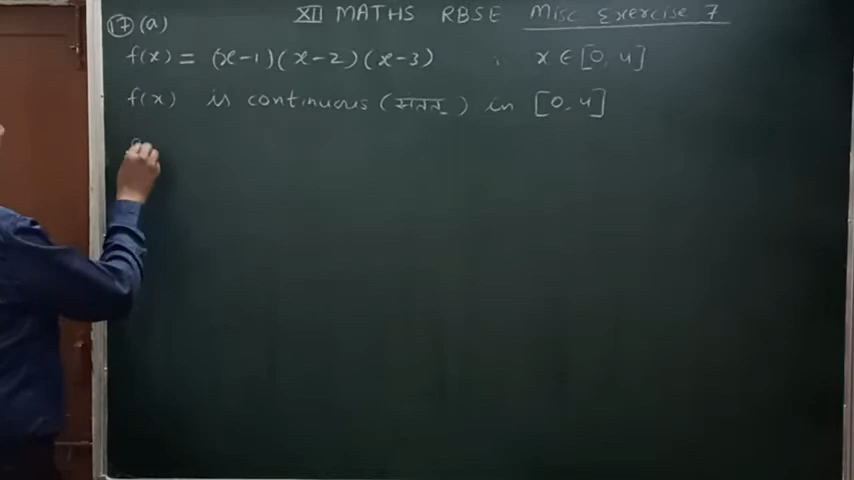 XII MATHS RBSE Misc Exercise 7
17 (a)
f(x) = (x-1)(x-2)(x-3) , x ∈ [0, 4]
f(x) is continuous (सतत) in [0, 4]